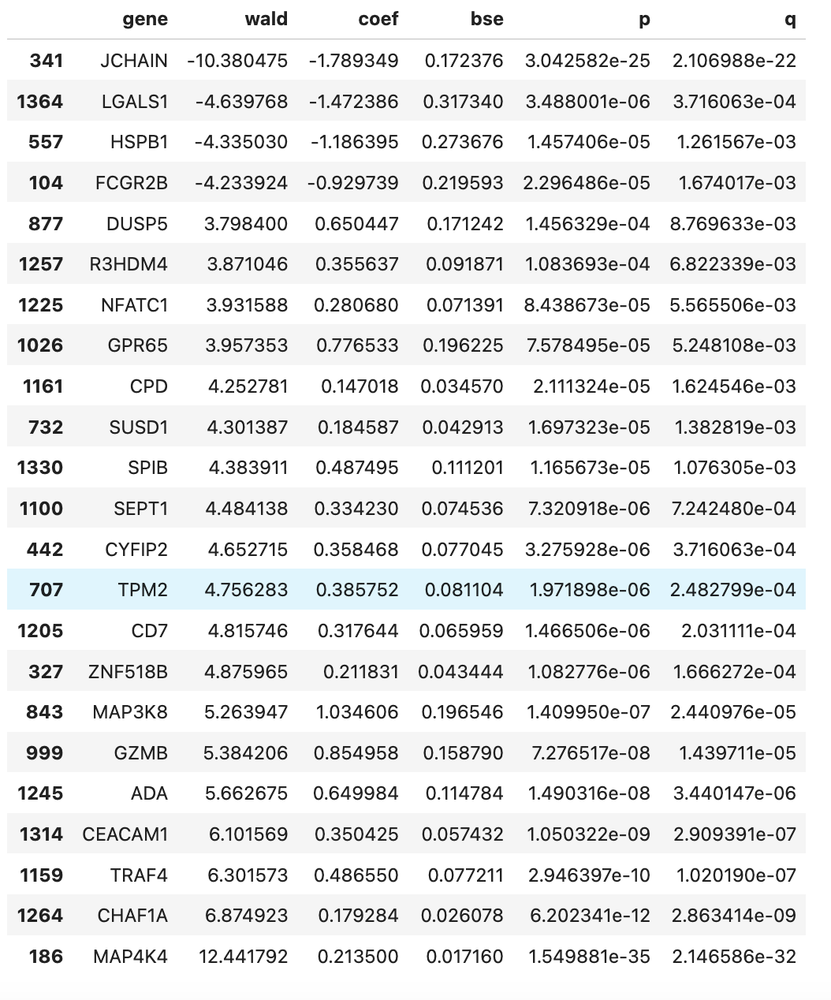 gene wald coef bse p q
341 JCHAIN -10.380475 -1.789349 0.172376 3.042582e-25 2.106988e-22
1364 LGALS1 -4.639768 -1.472386 0.317340 3.488001e-06 3.716063e-04
557 HSPB1 -4.335030 -1.186395 0.273676 1.457406e-05 1.261567e-03
104 FCGR2B -4.233924 -0.929739 0.219593 2.296486e-05 1.674017e-03
877 DUSP5 3.798400 0.650447 0.171242 1.456329e-04 8.769633e-03
1257 R3HDM4 3.871046 0.355637 0.091871 1.083693e-04 6.822339e-03
1225 NFATC1 3.931588 0.280680 0.071391 8.438673e-05 5.565506e-03
1026 GPR65 3.957353 0.776533 0.196225 7.578495e-05 5.248108e-03
1161 CPD 4.252781 0.147018 0.034570 2.111324e-05 1.624546e-03
732 SUSD1 4.301387 0.184587 0.042913 1.697323e-05 1.382819e-03
1330 SPIB 4.383911 0.487495 0.111201 1.165673e-05 1.076305e-03
1100 SEPT1 4.484138 0.334230 0.074536 7.320918e-06 7.242480e-04
442 CYFIP2 4.652715 0.358468 0.077045 3.275928e-06 3.716063e-04
707 TPM2 4.756283 0.385752 0.081104 1.971898e-06 2.482799e-04
1205 CD7 4.815746 0.317644 0.065959 1.466506e-06 2.031111e-04
327 ZNF518B 4.875965 0.211831 0.043444 1.082776e-06 1.666272e-04
843 MAP3K8 5.263947 1.034606 0.196546 1.409950e-07 2.440976e-05
999 GZMB 5.384206 0.854958 0.158790 7.276517e-08 1.439711e-05
1245 ADA 5.662675 0.649984 0.114784 1.490316e-08 3.440147e-06
1314 CEACAM1 6.101569 0.350425 0.057432 1.050322e-09 2.909391e-07
1159 TRAF4 6.301573 0.486550 0.077211 2.946397e-10 1.020190e-07
1264 CHAF1A 6.874923 0.179284 0.026078 6.202341e-12 2.863414e-09
186 MAP4K4 12.441792 0.213500 0.017160 1.549881e-35 2.146586e-32